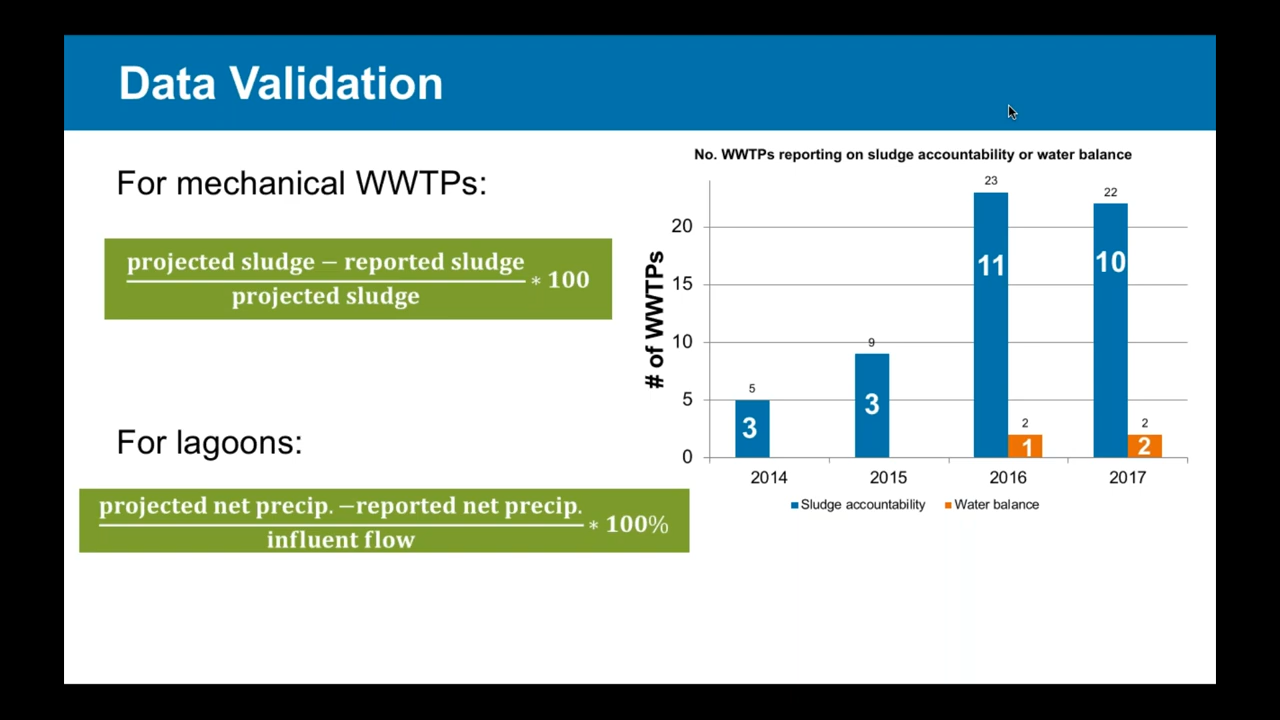 Data Validation
For mechanical WWTPs:
projected sludge − reported sludge
projected sludge
* 100
For lagoons:
projected net precip. −reported net precip.
influent flow
* 100%
No. WWTPs reporting on sludge accountability or water balance
# of WWTPs
20
15
10
5
0
5
3
9
3
23
11
2
1
22
10
2
2
2014 2015 2016 2017
Sludge accountability Water balance